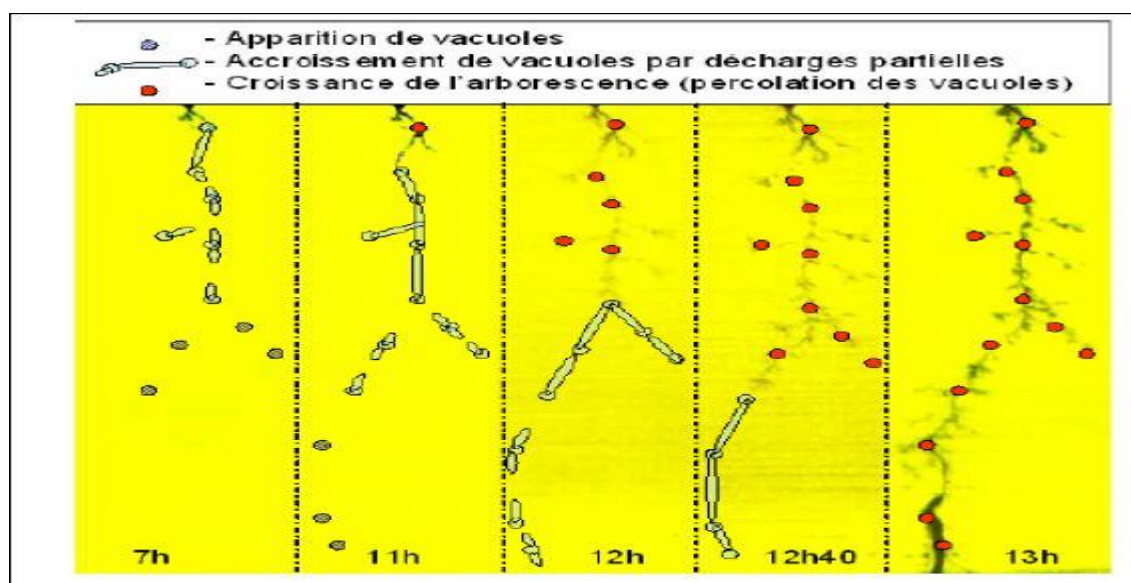 - Apparition de vacuoles
- Accroissement de vacuoles par décharges partielles
- Croissance de l'arborescence (percolation des vacuoles)
7h
11h
12h
12h40
13h